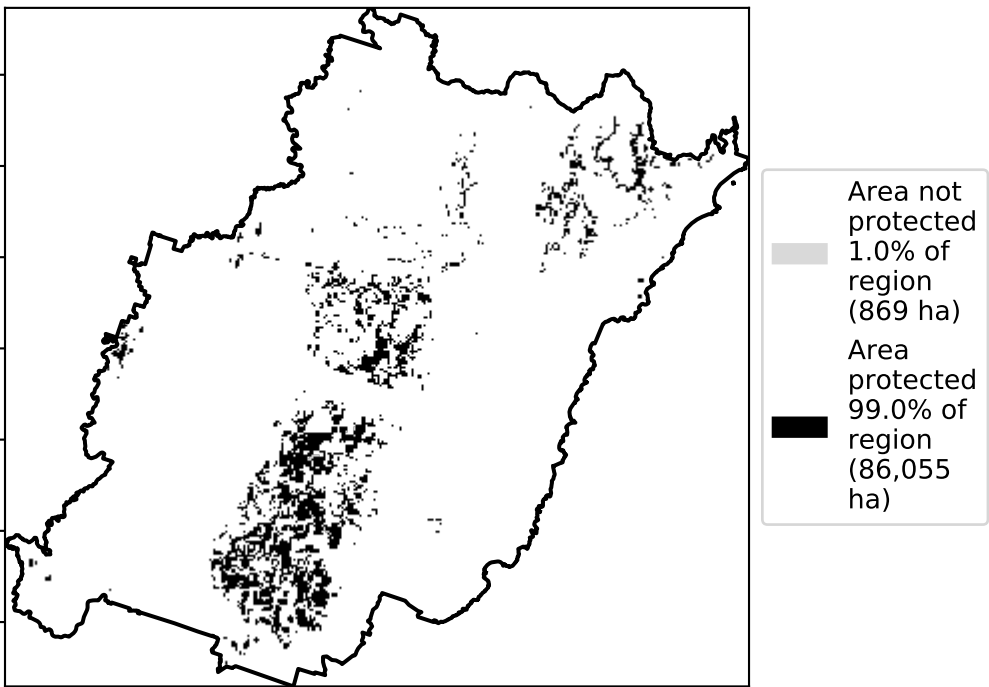 Area not
protected
1.0% of
region
(869 ha)
Area
protected
99.0% of
region
(86,055
ha)